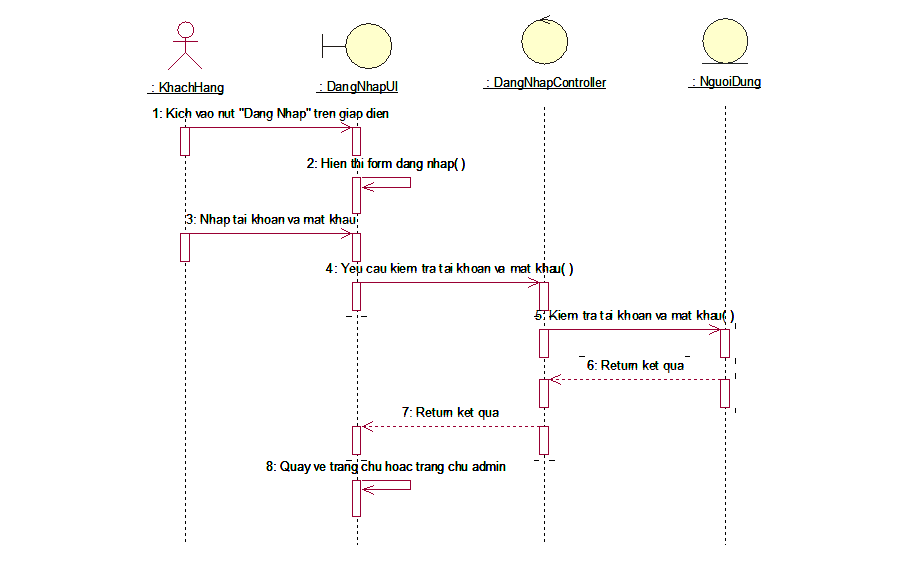 : KhachHang
: DangNhapUI
: DangNhapController
: NguoiDung
1: Kich vao nut "Dang Nhap" tren giap dien
2: Hien thi form dang nhap( )
3: Nhap tai khoan va mat khau
4: Yeu cau kiem tra tai khoan va mat khau( )
5: Kiem tra tai khoan va mat khau( )
6: Return ket qua
7: Return ket qua
8: Quay ve trang chu hoac trang chu admin